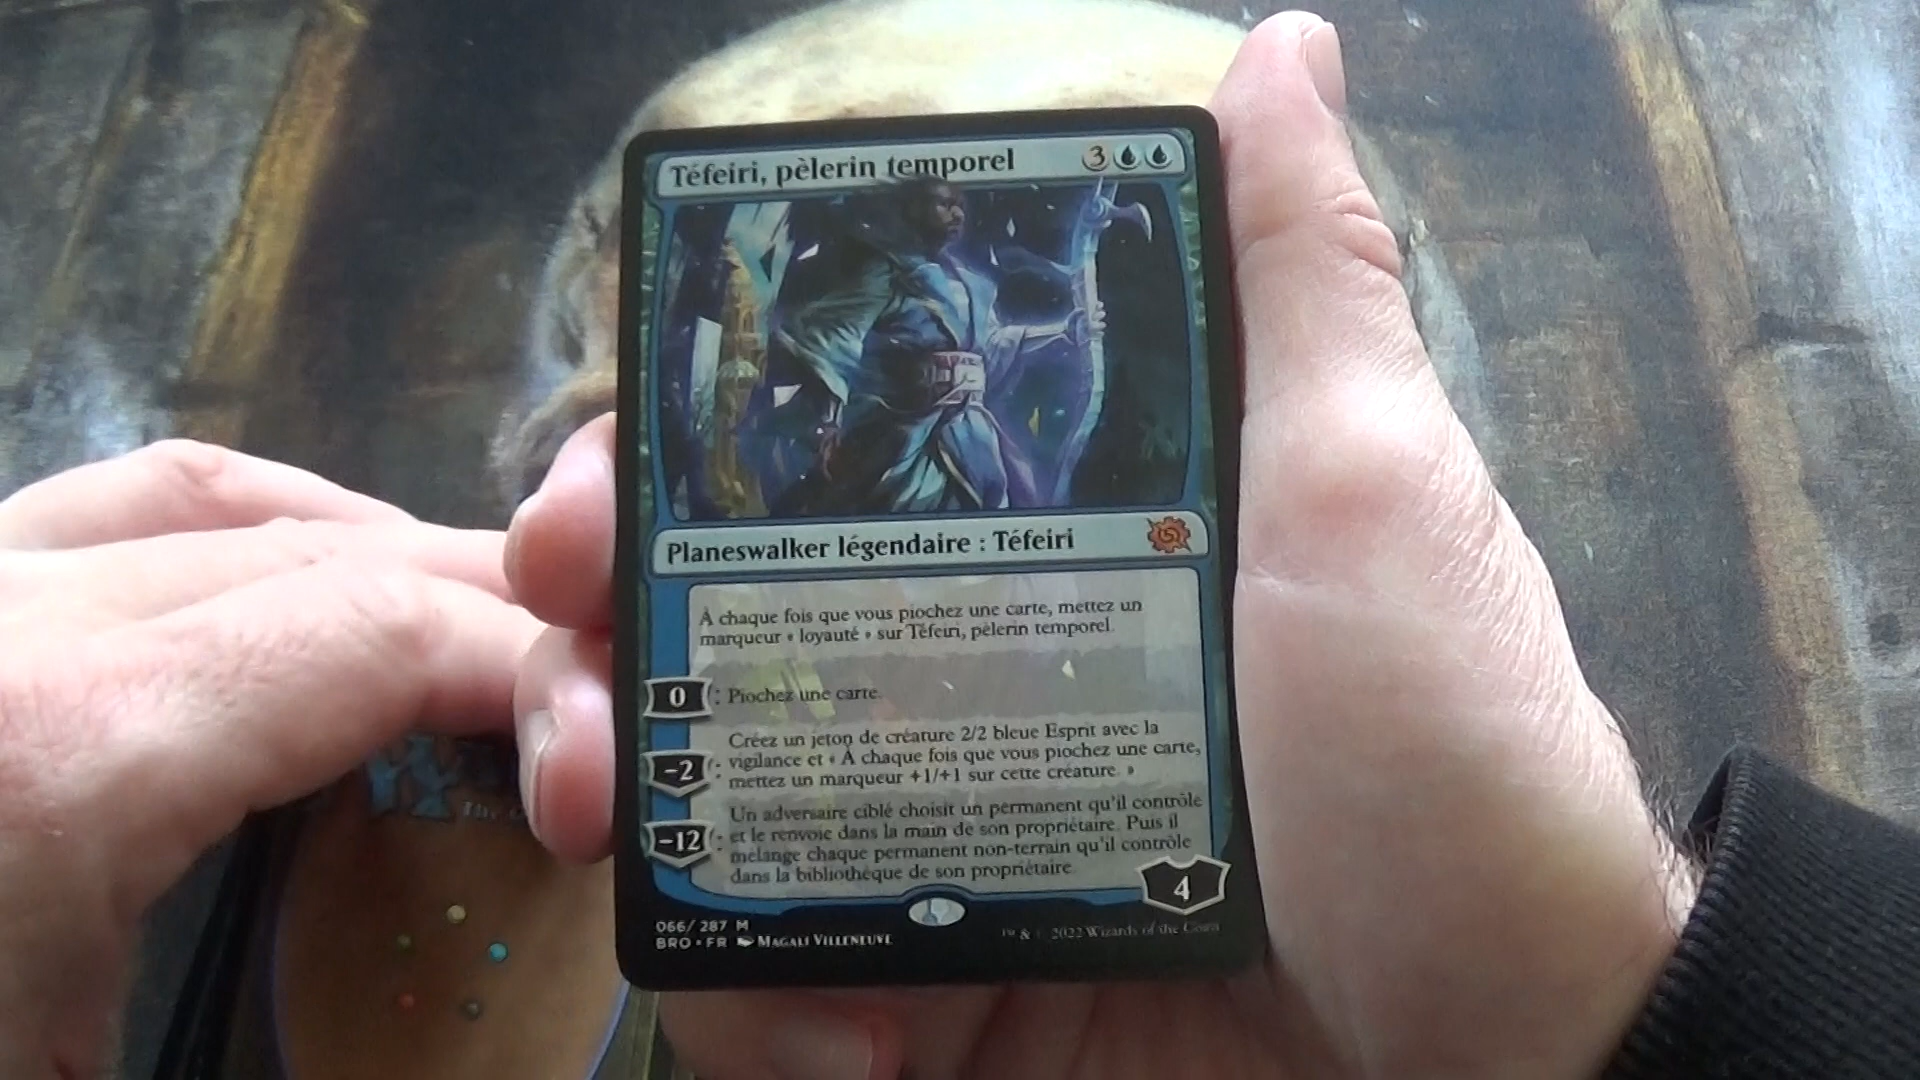 Téfeiri, pèlerin temporel 3
Planeswalker légendaire : Téfeiri
À chaque fois que vous piochez une carte, mettez un
marqueur « loyauté » sur Téfeiri, pèlerin temporel.
0 : Piochez une carte.
Créez un jeton de créature 2/2 bleue Esprit avec la
-2 : vigilance et « À chaque fois que vous piochez une carte,
mettez un marqueur +1/+1 sur cette créature. »
Un adversaire ciblé choisit un permanent qu'il contrôle
-12 : et le renvoie dans la main de son propriétaire. Puis il
mélange chaque permanent non-terrain qu'il contrôle
dans la bibliothèque de son propriétaire.
4
066/287 M
BRO • FR Magali Villeneuve
™ & © 2022 Wizards of the Coast
The